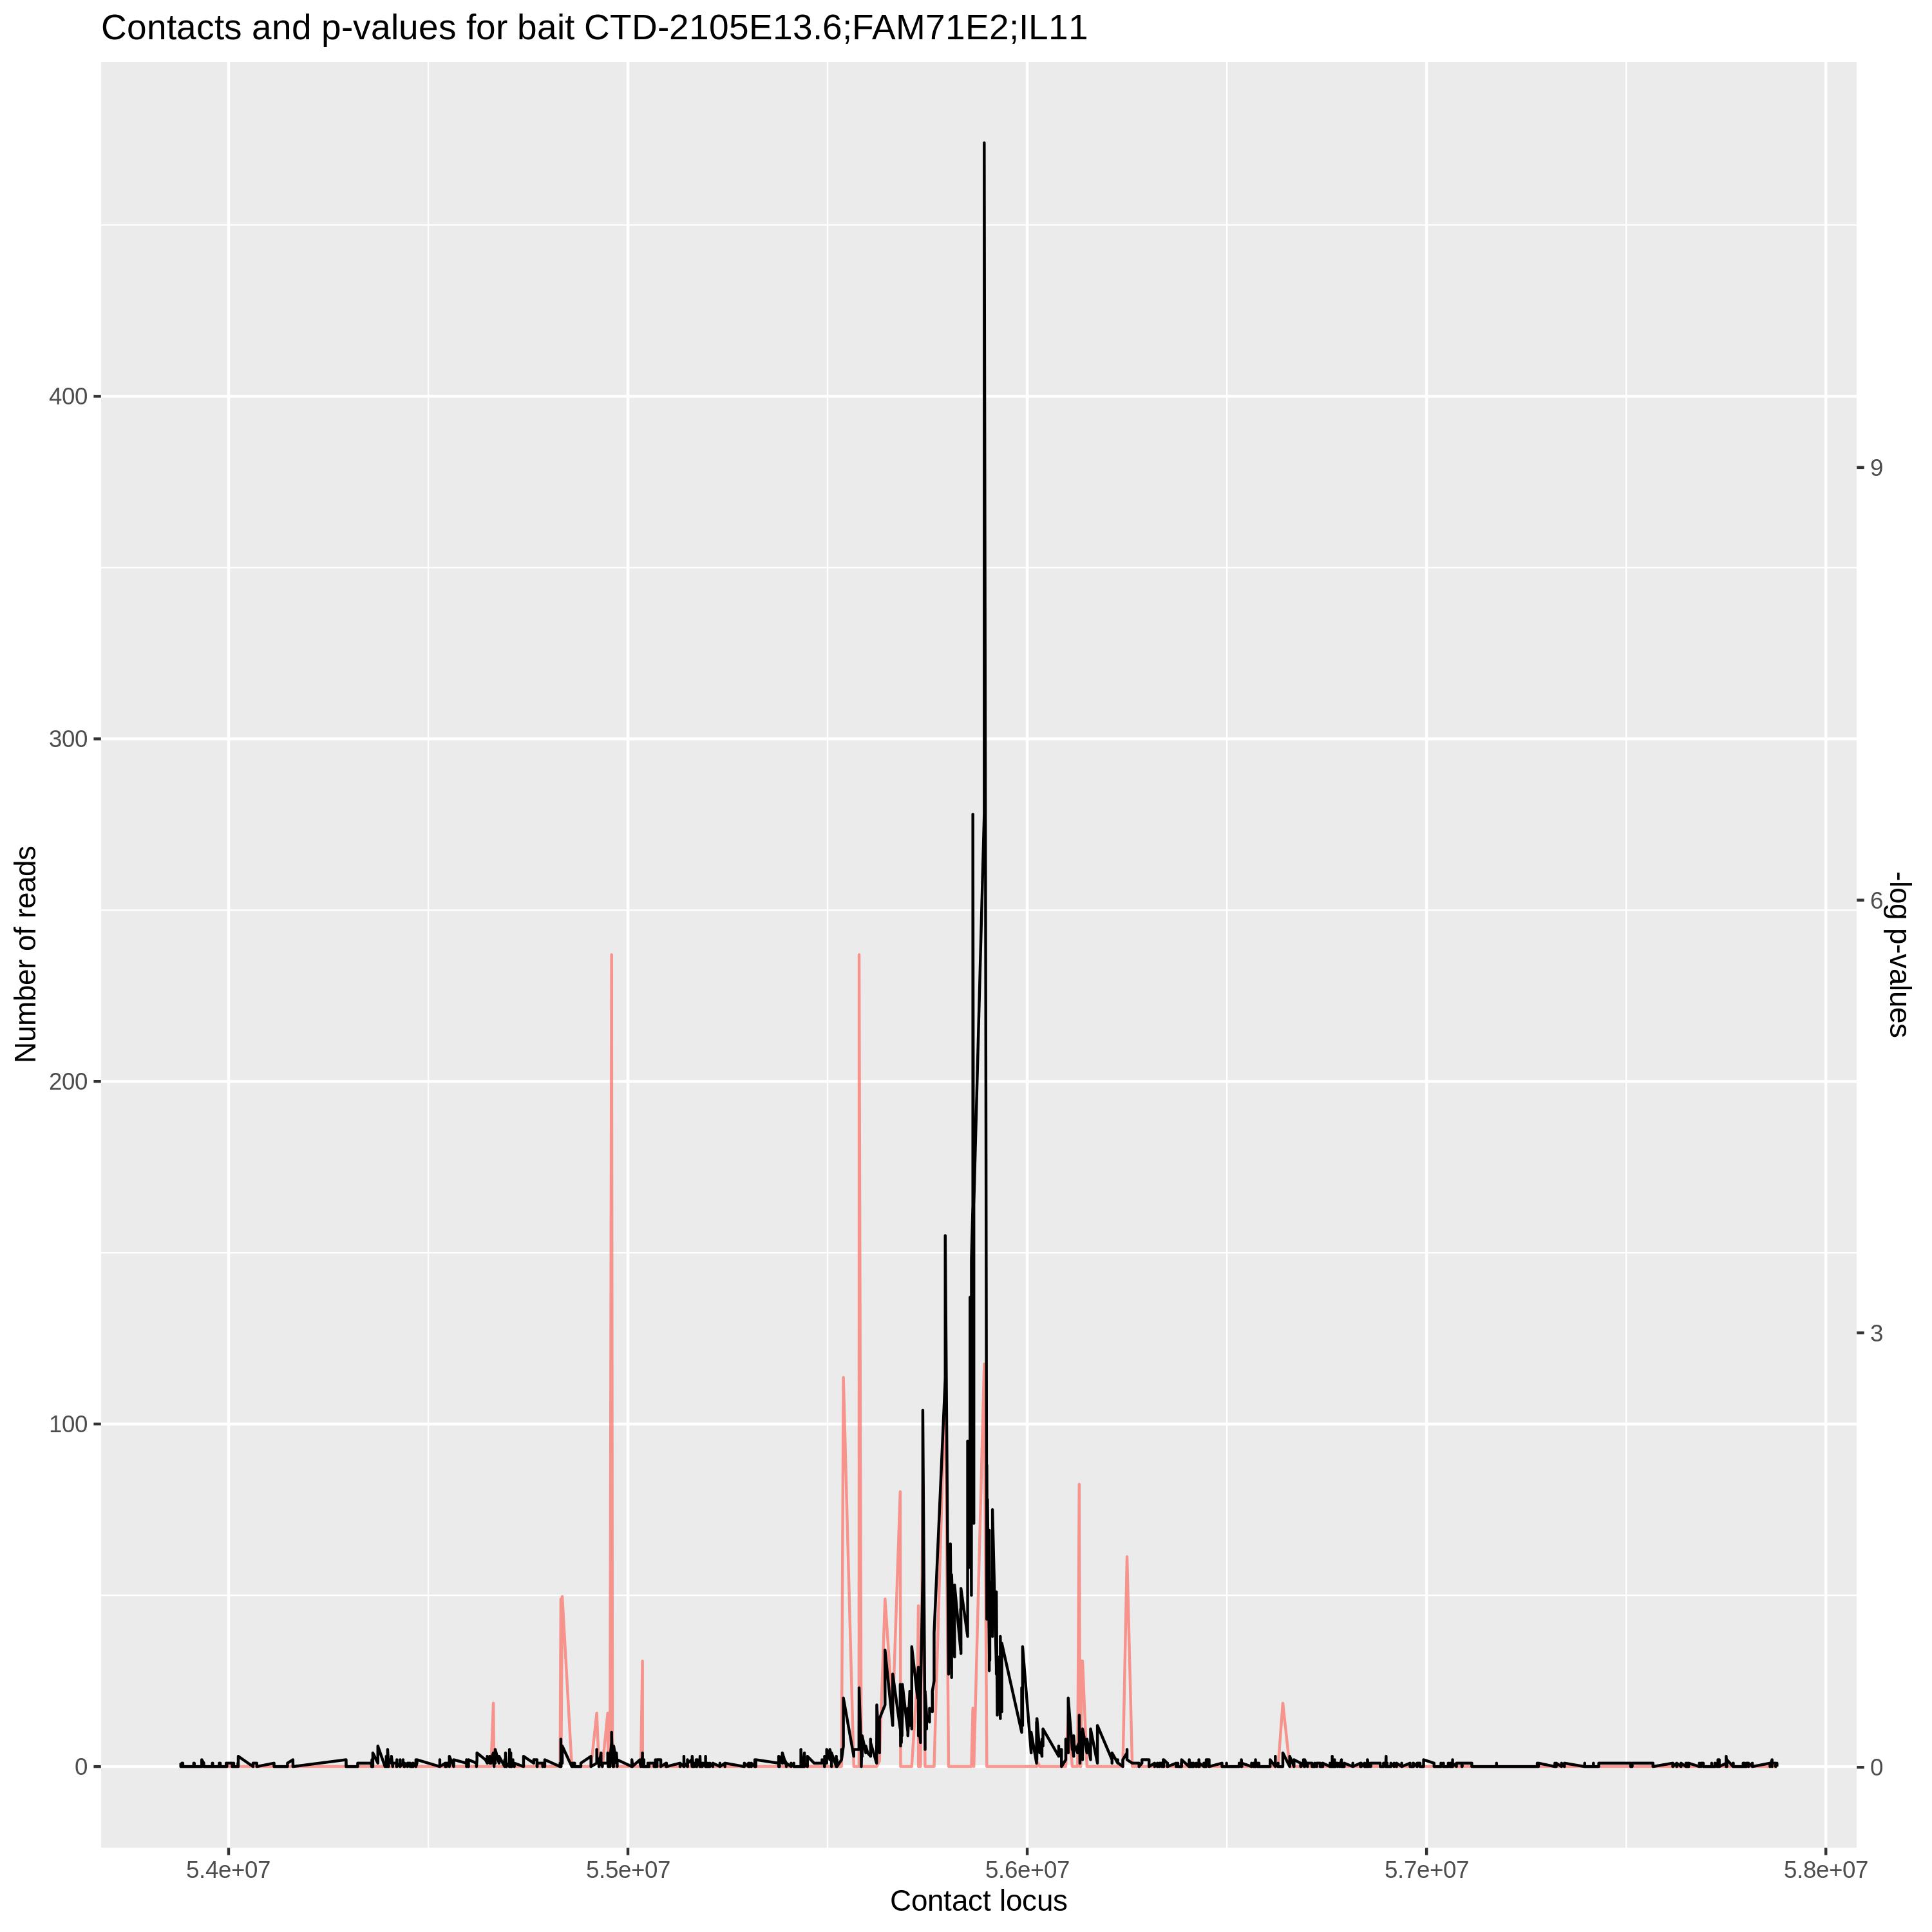 Contacts and p-values for bait CTD-2105E13.6;FAM71E2;IL11
Number of reads
400
300
200
100
0
9
6
3
0
-log p-values
5.4e+07 5.5e+07 5.6e+07 5.7e+07 5.8e+07
Contact locus